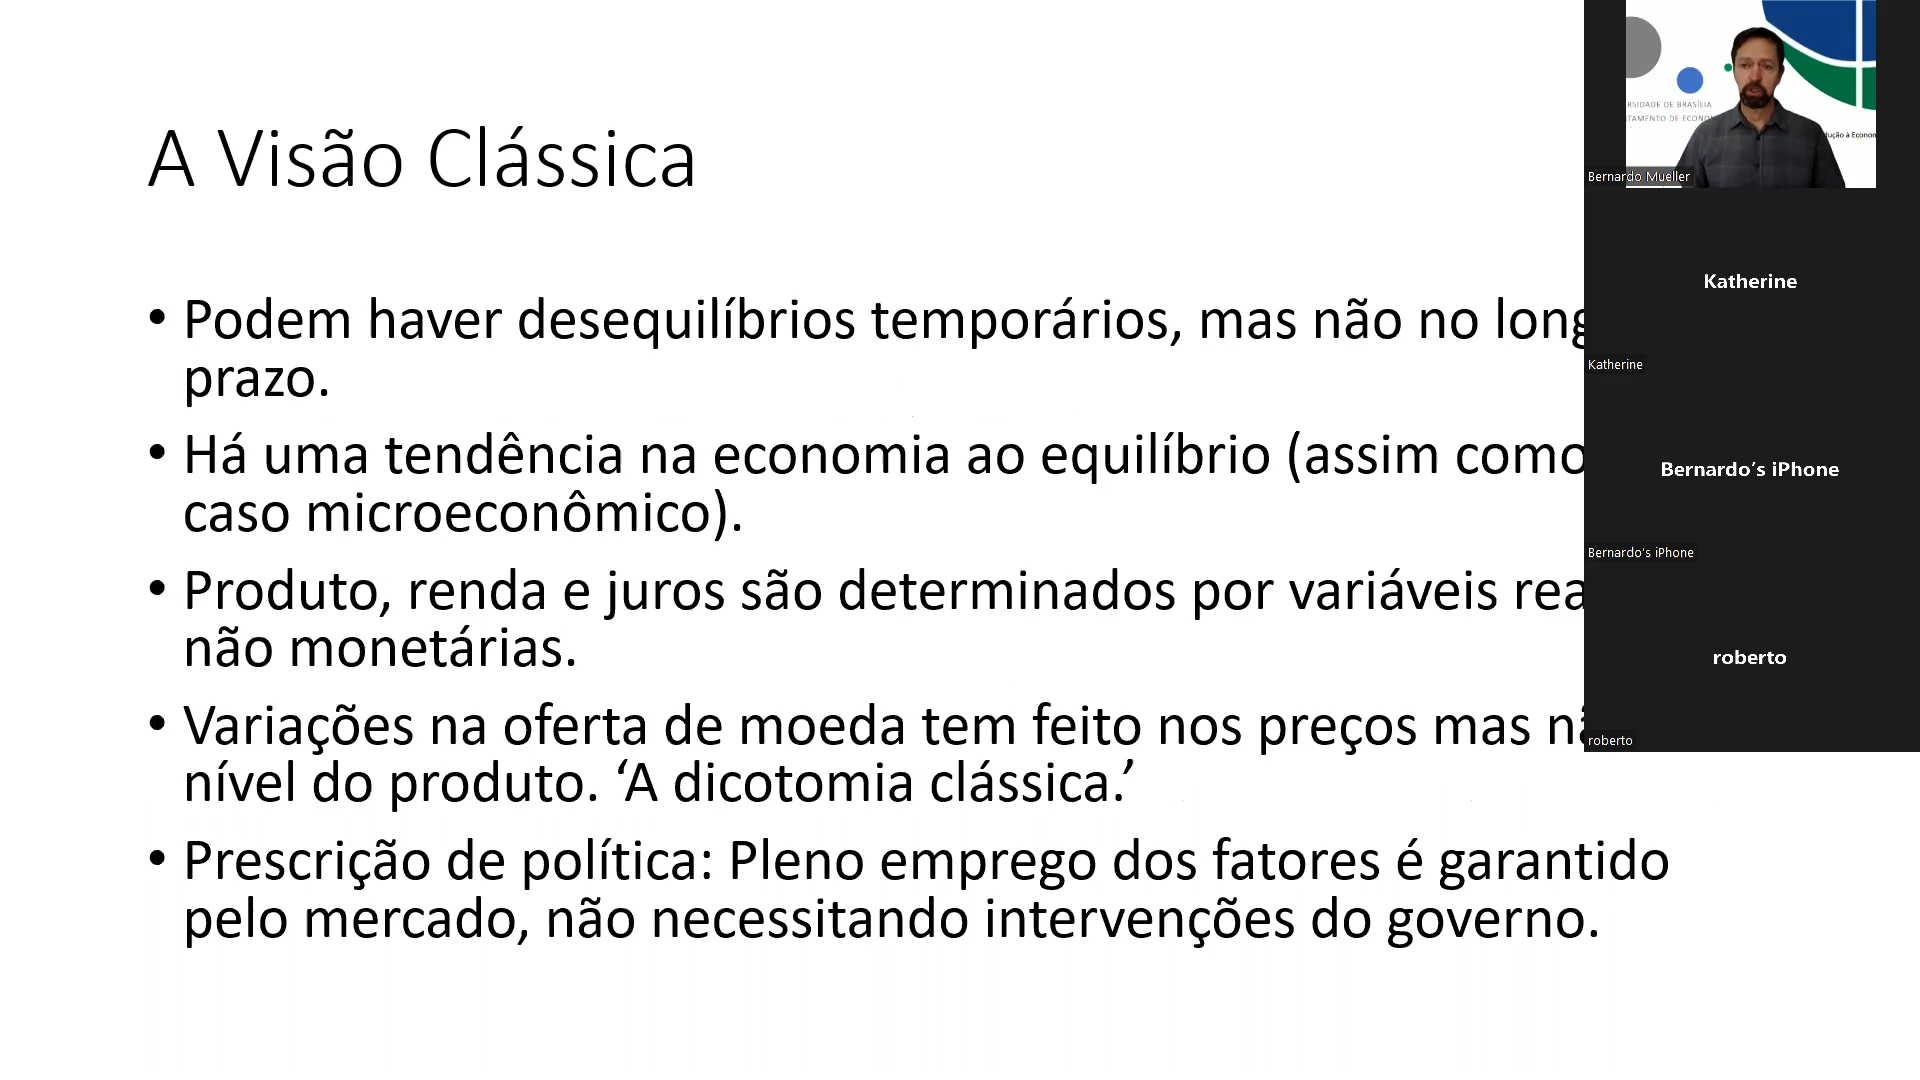 A Visão Clássica
• Podem haver desequilíbrios temporários, mas não no
prazo.
• Há uma tendência na economia ao equilíbrio (assim como
caso microeconômico).
• Produto, renda e juros são determinados por variáveis
não monetárias.
• Variações na oferta de moeda tem feito nos preços mas
nível do produto. ‘A dicotomia clássica.’
• Prescrição de política: Pleno emprego dos fatores é garantido
pelo mercado, não necessitando intervenções do governo.
DE BRASÍLIA
DE
à
Bernardo Mueller
Katherine
Katherine
Bernardo’s iPhone
Bernardo's iPhone
roberto
roberto